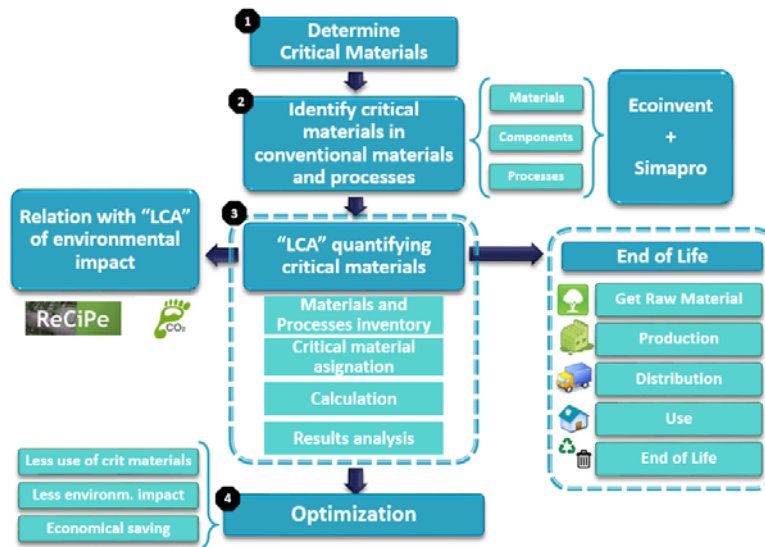 1
Determine
Critical Materials
2
Identify critical
materials in
conventional materials
and processes
Materials
Components
Processes
Ecoinvent
+
Simapro
Relation with “LCA”
of environmental
impact
ReCiPe
CO₂
3
“LCA” quantifying
critical materials
Materials and
Processes inventory
Critical material
asignation
Calculation
Results analysis
End of Life
Get Raw Material
Production
Distribution
Use
End of Life
Less use of crit materials
Less environm. impact
Economical saving
4
Optimization